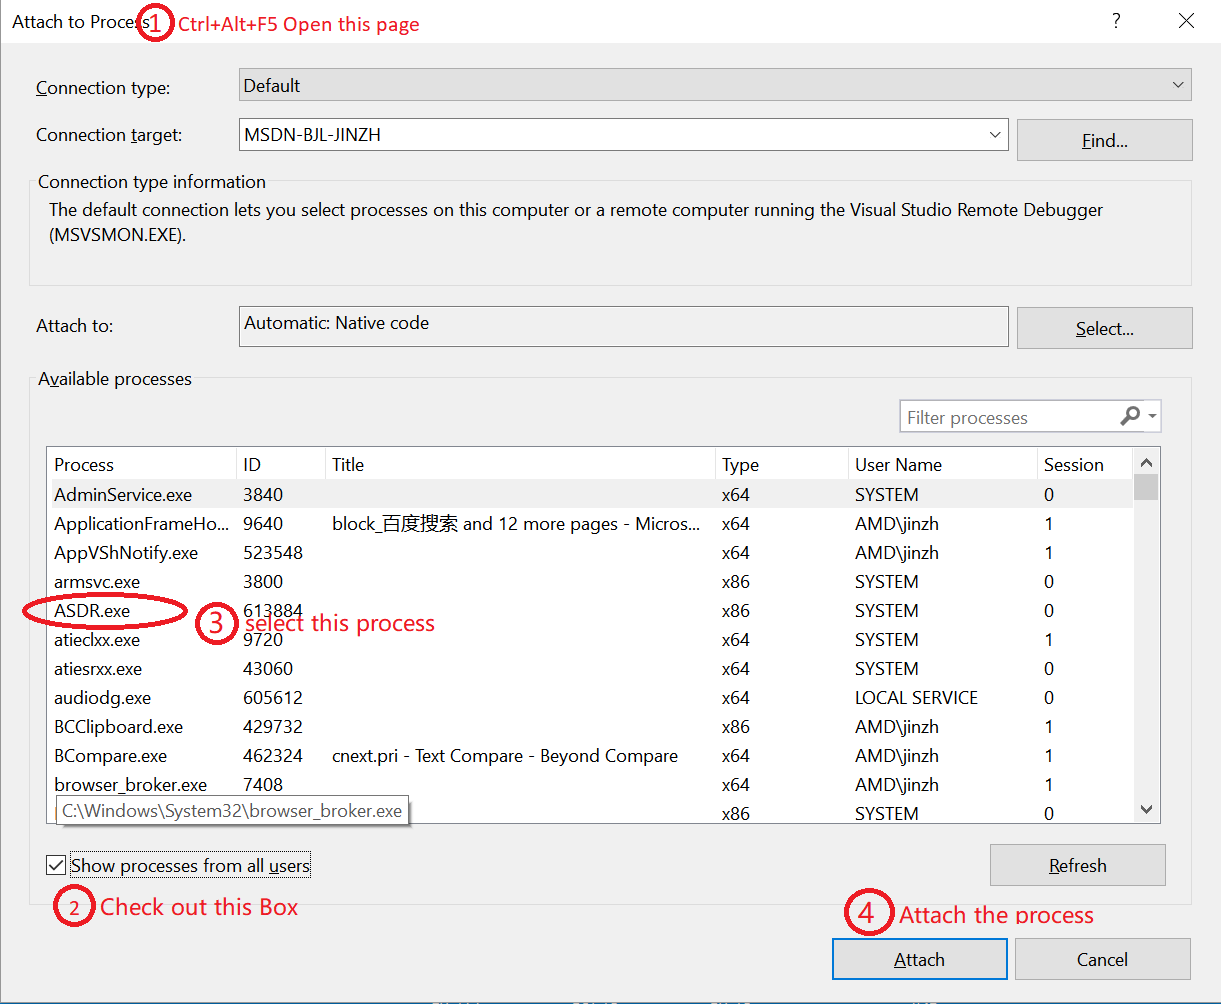 Attach to Process
1 Ctrl+Alt+F5 Open this page
?
Connection type:
Default
Connection target:
MSDN-BJL-JINZH
Find...
Connection type information
The default connection lets you select processes on this computer or a remote computer running the Visual Studio Remote Debugger
(MSVSMON.EXE).
Attach to:
Automatic: Native code
Select...
Available processes
Filter processes
Process ID Title Type User Name Session
AdminService.exe 3840 x64 SYSTEM 0
ApplicationFrameHo... 9640 block_百度搜索 and 12 more pages - Micros... x64 AMD\jinzh 1
AppVShNotify.exe 523548 x64 AMD\jinzh 1
armsvc.exe 3800 x86 SYSTEM 0
ASDR.exe 613884 x86 SYSTEM 0
3 select this process
atieclxx.exe 9720 x64 SYSTEM 1
atiesrxx.exe 43060 x64 SYSTEM 0
audiodg.exe 605612 x64 LOCAL SERVICE 0
BCClipboard.exe 429732 x86 AMD\jinzh 1
BCompare.exe 462324 cnext.pri - Text Compare - Beyond Compare x64 AMD\jinzh 1
browser_broker.exe 7408 x64 AMD\jinzh 1
C:\Windows\System32\browser_broker.exe
x86 SYSTEM 0
Show processes from all users
Refresh
2 Check out this Box
4 Attach the process
Attach
Cancel